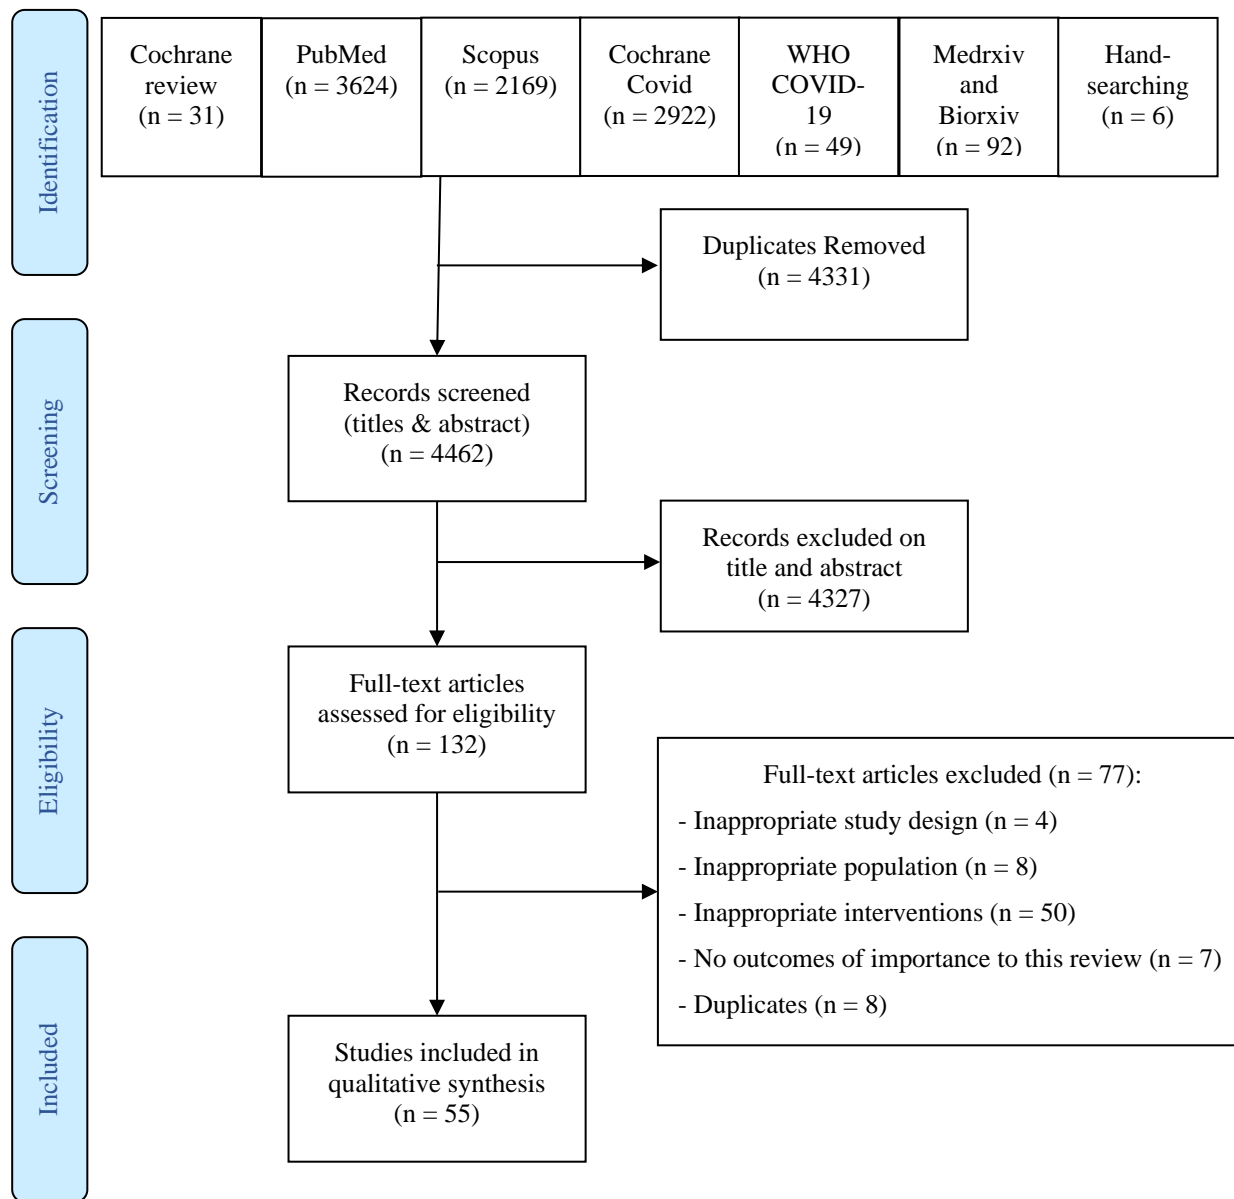 Identification
Cochrane
review
(n = 31)
PubMed
(n = 3624)
Scopus
(n = 2169)
Cochrane
Covid
(n = 2922)
WHO
COVID-
19
(n = 49)
Medrxiv
and
Biorxiv
(n = 92)
Hand-
searching
(n = 6)
Duplicates Removed
(n = 4331)
Screening
Records screened
(titles & abstract)
(n = 4462)
Records excluded on
title and abstract
(n = 4327)
Eligibility
Full-text articles
assessed for eligibility
(n = 132)
Full-text articles excluded (n = 77):
- Inappropriate study design (n = 4)
- Inappropriate population (n = 8)
- Inappropriate interventions (n = 50)
- No outcomes of importance to this review (n = 7)
- Duplicates (n = 8)
Included
Studies included in
qualitative synthesis
(n = 55)